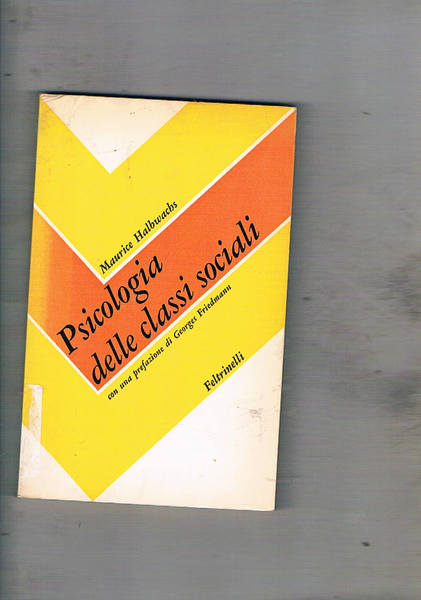 Maurice Halbwachs
Psicologia
delle classi sociali
con una prefazione di Georges Friedmann
Feltrinelli